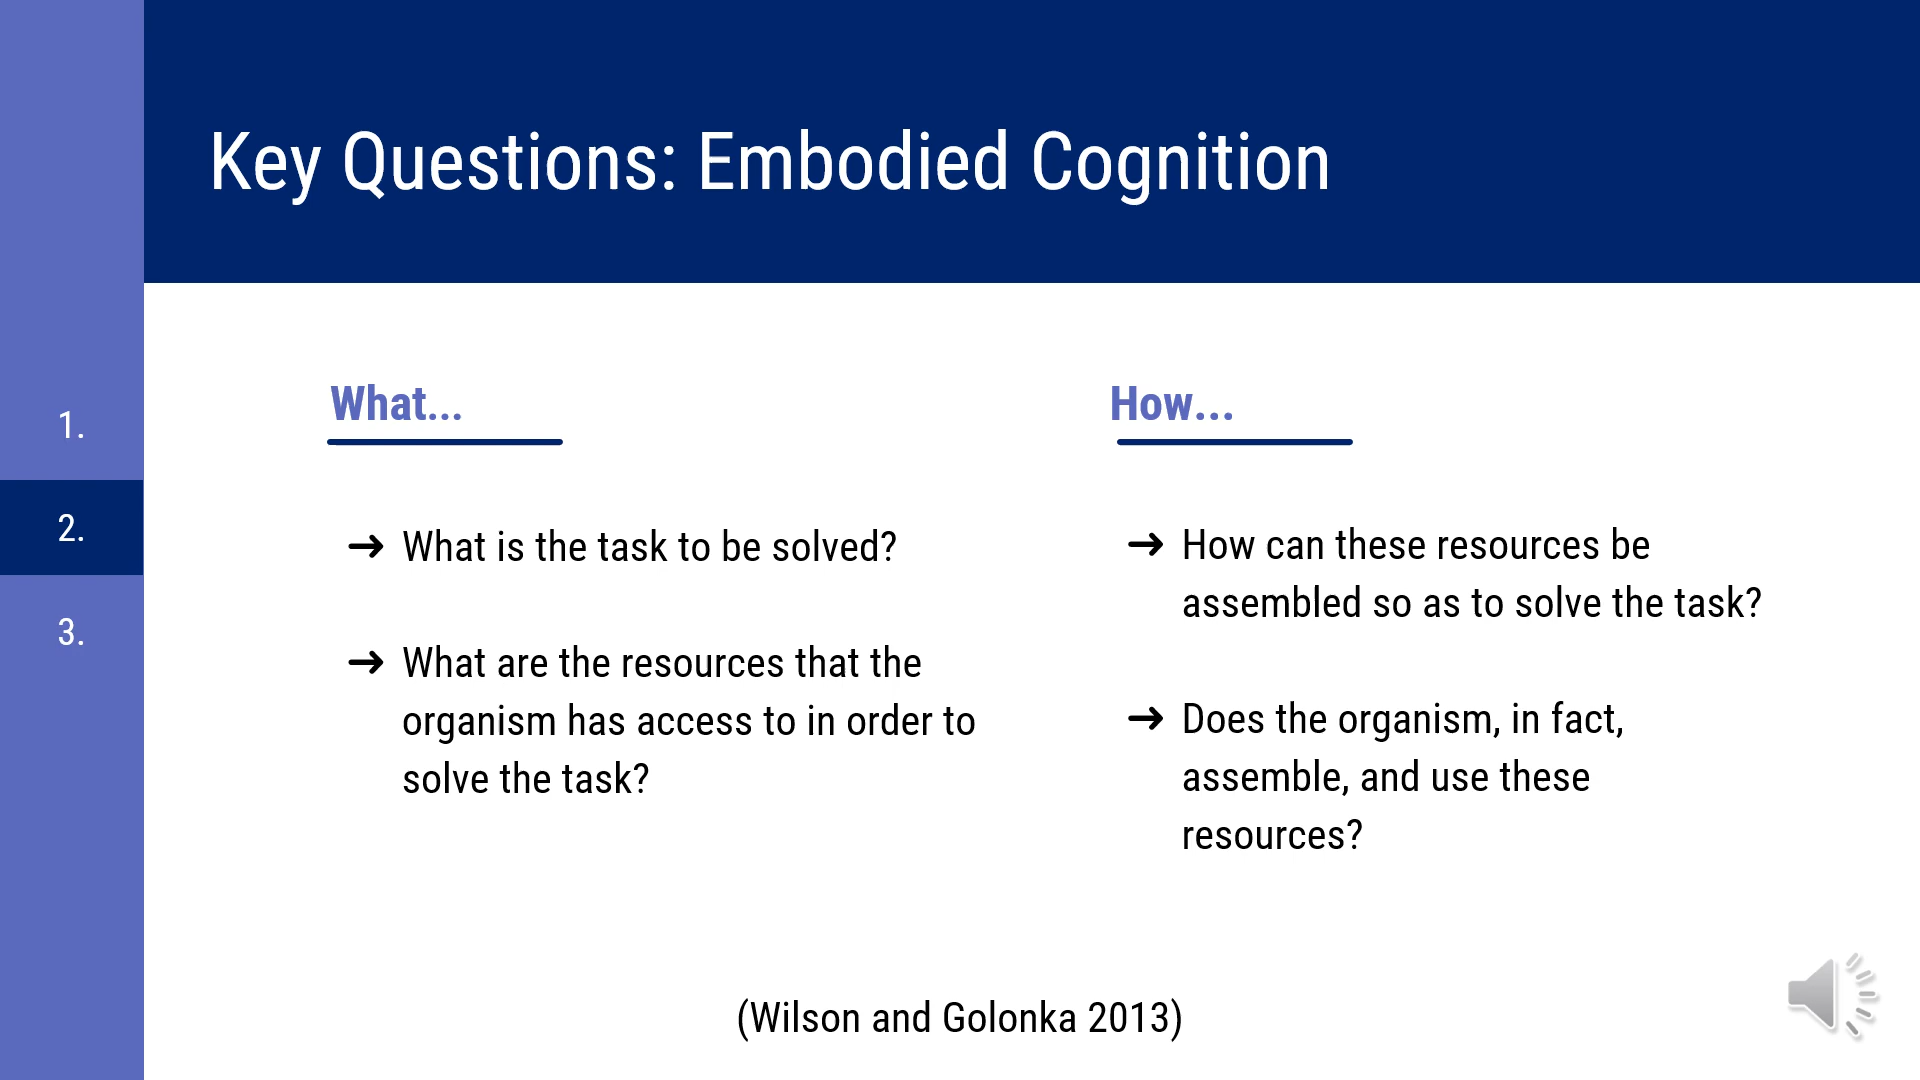 Key Questions: Embodied Cognition
1.
2.
3.
What...
➜ What is the task to be solved?
➜ What are the resources that the
organism has access to in order to
solve the task?
How...
➜ How can these resources be
assembled so as to solve the task?
➜ Does the organism, in fact,
assemble, and use these
resources?
(Wilson and Golonka 2013)